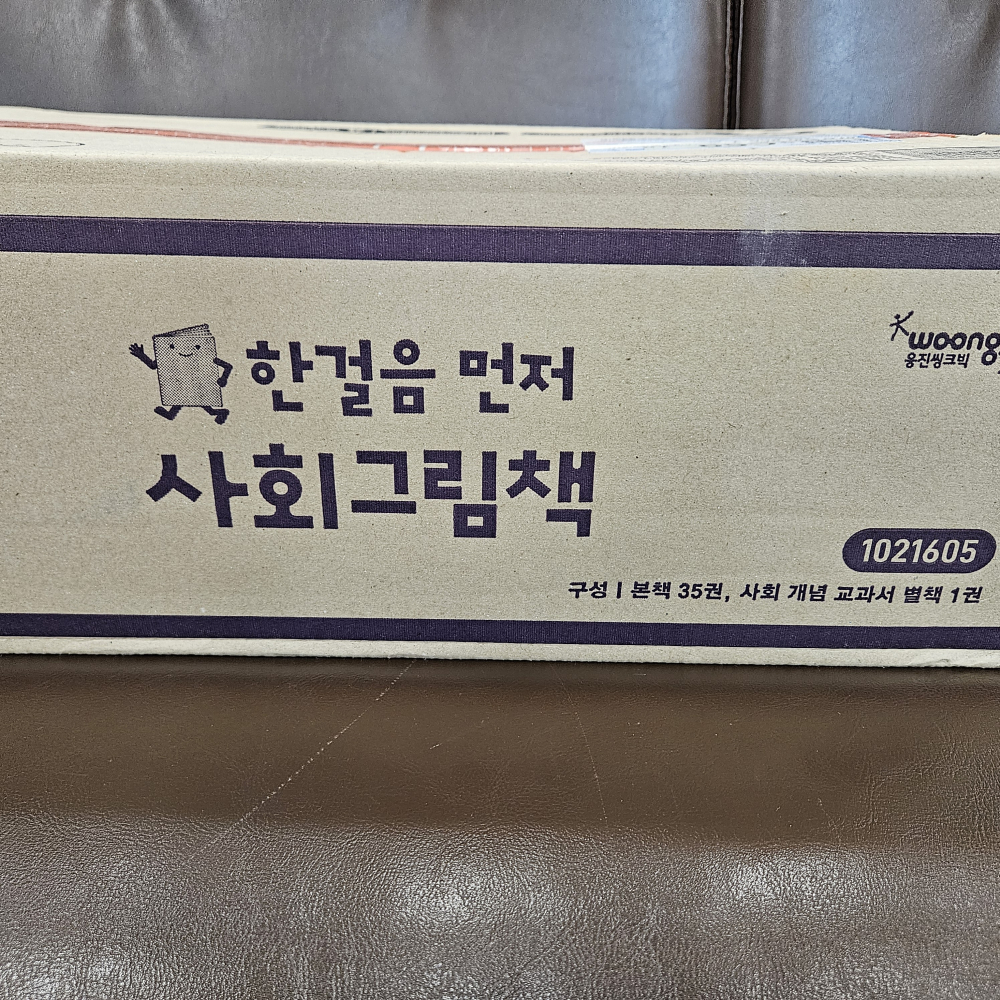 한걸음 먼저
사회그림책
woong
웅진씽크빅
1021605
구성 | 본책 35권, 사회 개념 교과서 별책 1권